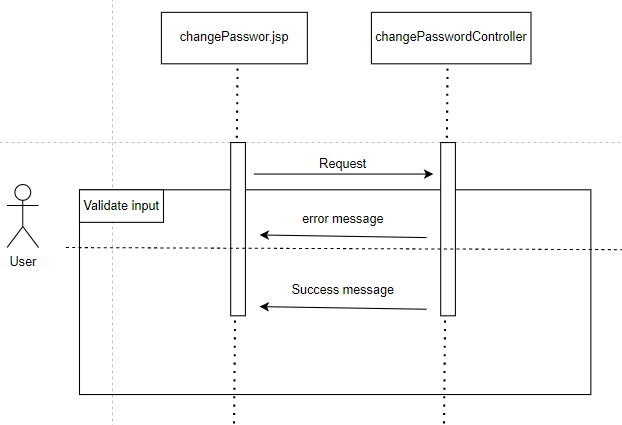 changePasswor.jsp
changePasswordController
Request
Validate input
error message
User
Success message